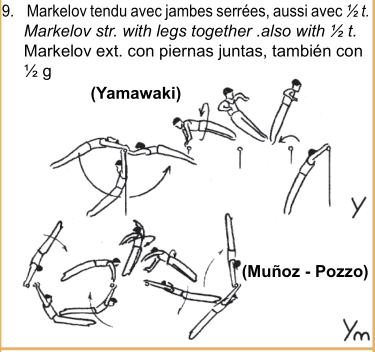 9. Markelov tendu avec jambes serrées, aussi avec ½ t.
Markelov str. with legs together .also with ½ t.
Markelov ext. con piernas juntas, también con
½ g
(Yamawaki)
Y
(Muñoz - Pozzo)
Ym